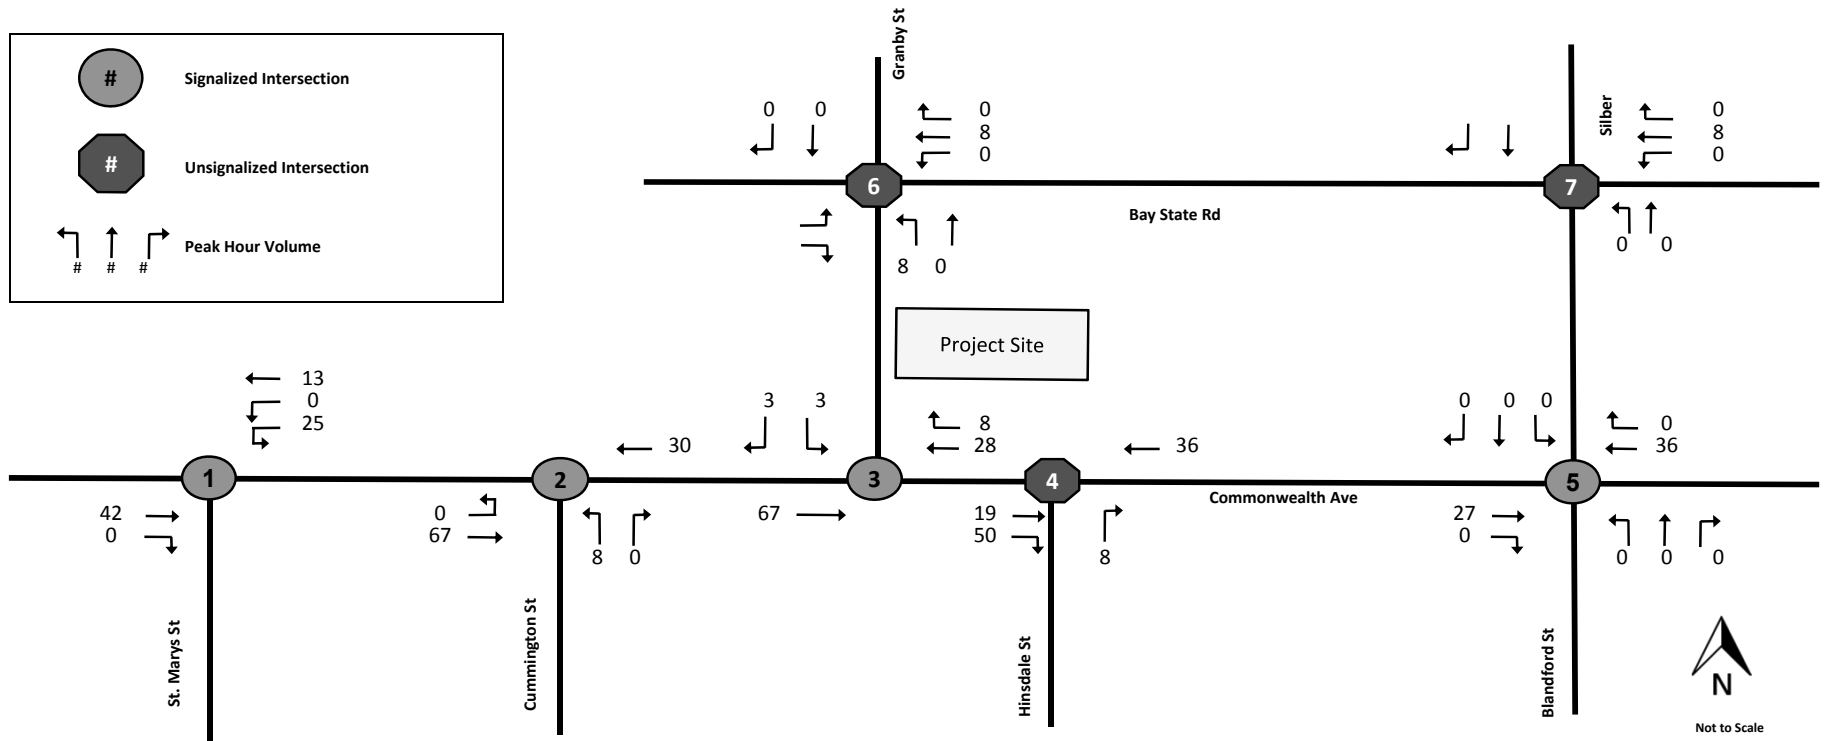 # Signalized Intersection
# Unsignalized Intersection
Peak Hour Volume
# # #
Granby St
0 0
0
8
0
6
8 0
Bay State Rd
Silber
0
8
0
7
0 0
Project Site
13
0
25
1
42
0
St. Marys St
30
2
0
67
8 0
Cummington St
3 3
8
28
3
67
36
4
19
50
8
Hinsdale St
Commonwealth Ave
0 0 0
0
36
5
27
0
0 0 0
Blandford St
N
Not to Scale